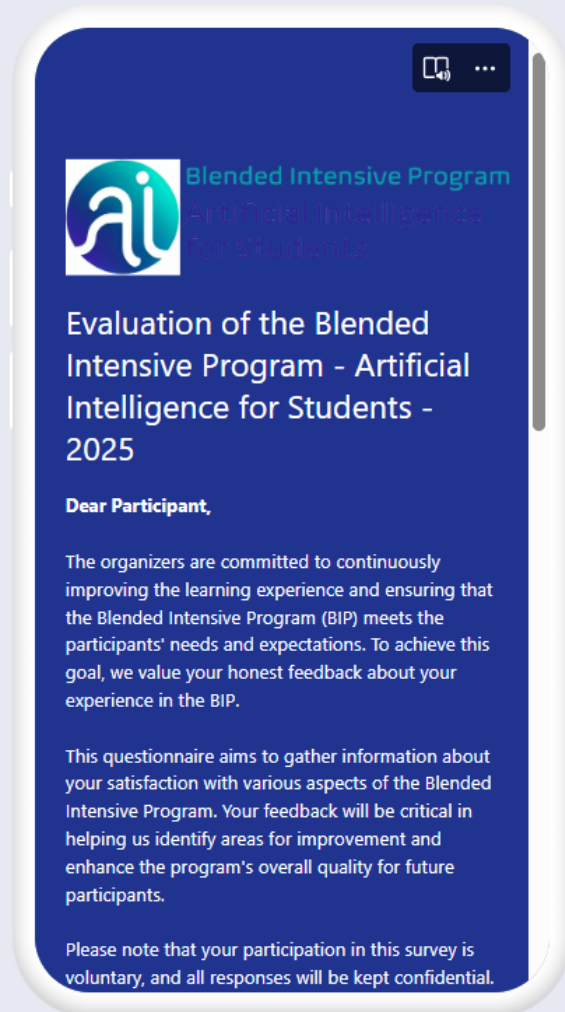 ai
Blended Intensive Program
Artificial Intelligence
for Students
Evaluation of the Blended
Intensive Program - Artificial
Intelligence for Students -
2025
Dear Participant,
The organizers are committed to continuously
improving the learning experience and ensuring that
the Blended Intensive Program (BIP) meets the
participants' needs and expectations. To achieve this
goal, we value your honest feedback about your
experience in the BIP.
This questionnaire aims to gather information about
your satisfaction with various aspects of the Blended
Intensive Program. Your feedback will be critical in
helping us identify areas for improvement and
enhance the program's overall quality for future
participants.
Please note that your participation in this survey is
voluntary, and all responses will be kept confidential.